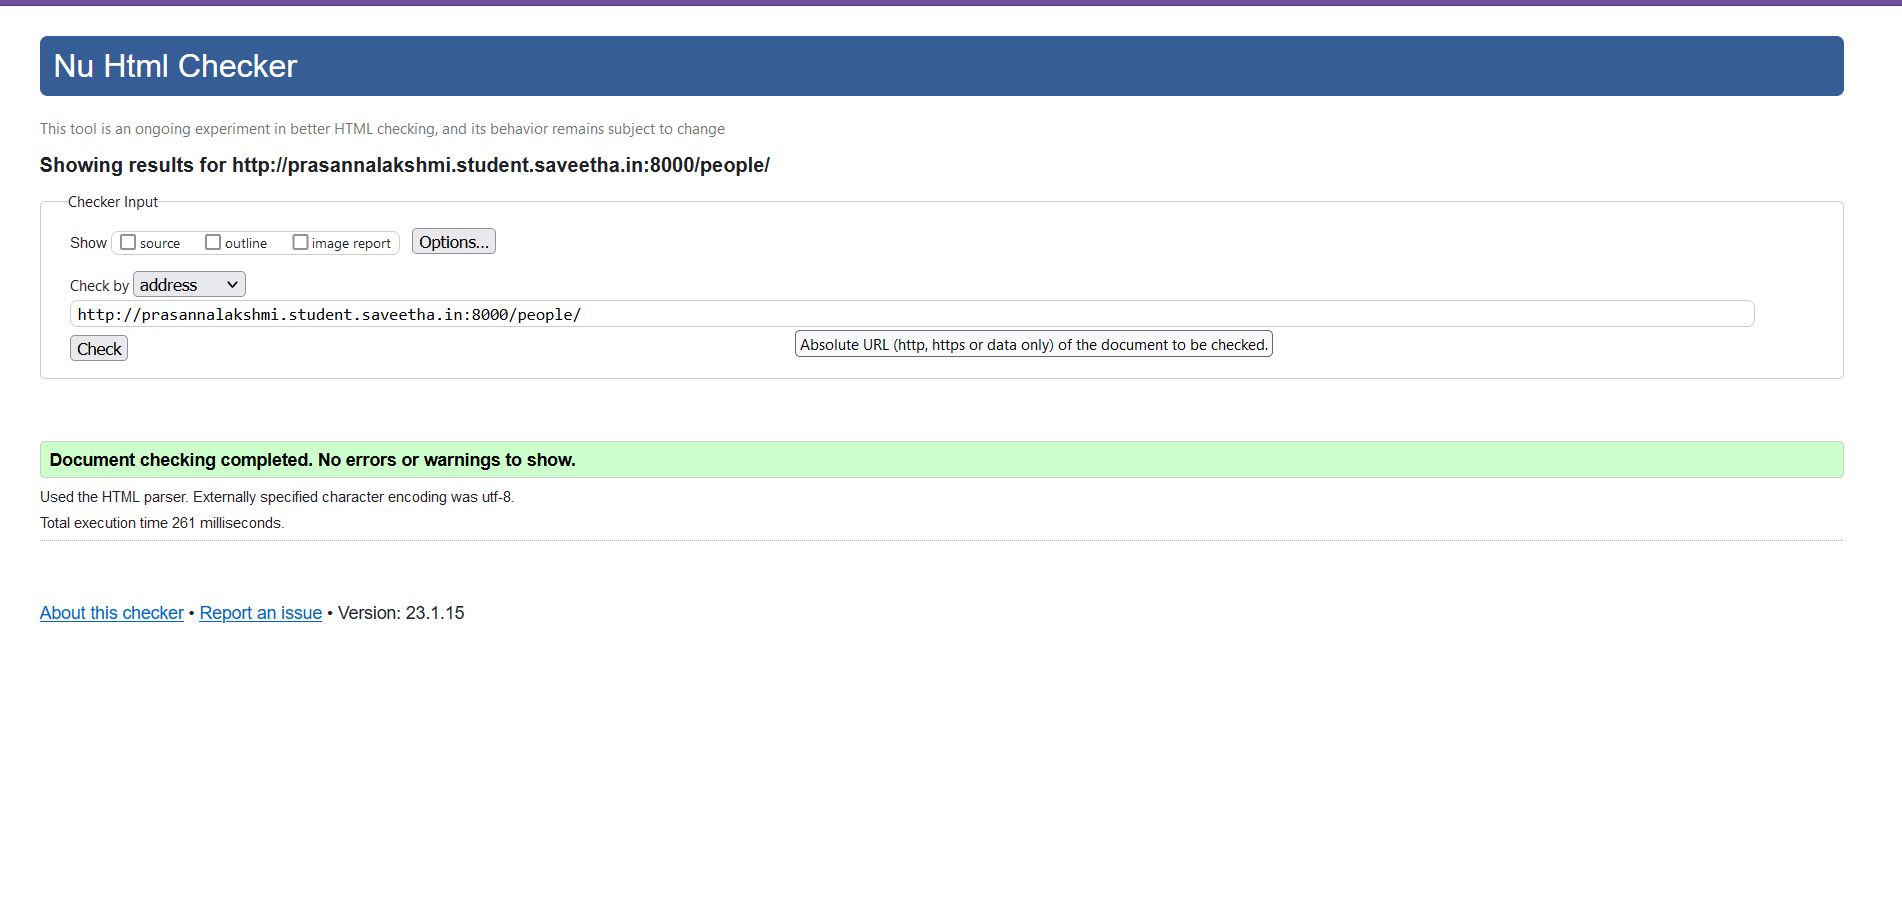 Nu Html Checker
This tool is an ongoing experiment in better HTML checking, and its behavior remains subject to change
Showing results for http://prasannalakshmi.student.saveetha.in:8000/people/
Checker Input
Show source outline image report Options...
Check by address
http://prasannalakshmi.student.saveetha.in:8000/people/
Absolute URL (http, https or data only) of the document to be checked.
Check
Document checking completed. No errors or warnings to show.
Used the HTML parser. Externally specified character encoding was utf-8.
Total execution time 261 milliseconds.
About this checker • Report an issue • Version: 23.1.15